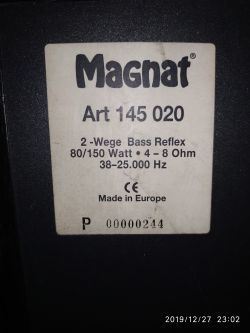 Magnat®
Art 145 020
2 -Wege Bass Reflex
80/150 Watt • 4 – 8 Ohm
38-25.000 Hz
CE
Made in Europe
P 00000244
2019/12/27 23:02